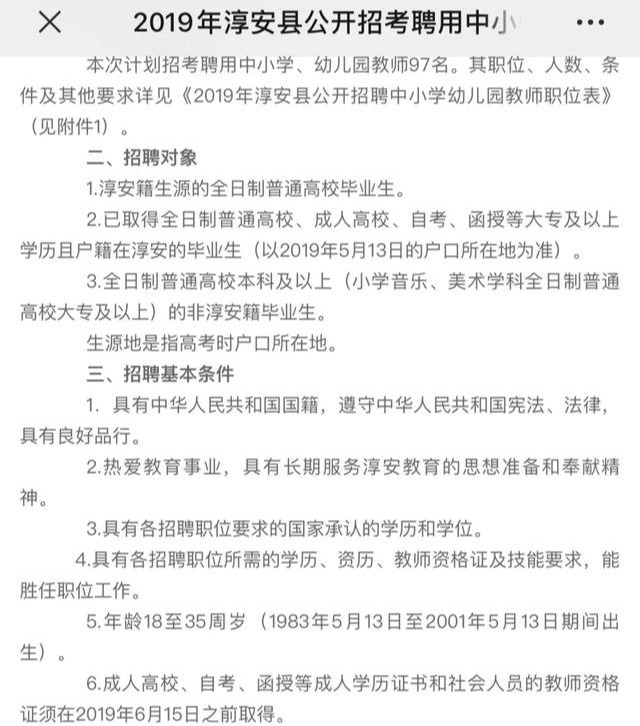 2019年淳安县公开招考聘用中小
本次计划招考聘用中小学、幼儿园教师97名。其职位、人数、条
件及其他要求详见《2019年淳安县公开招聘中小学幼儿园教师职位表》
（见附件1）。
二、招聘对象
1.淳安籍生源的全日制普通高校毕业生。
2.已取得全日制普通高校、成人高校、自考、函授等大专及以上
学历且户籍在淳安的毕业生（以2019年5月13日的户口所在地为准）。
3.全日制普通高校本科及以上（小学音乐、美术学科全日制普通
高校大专及以上）的非淳安籍毕业生。
生源地是指高考时户口所在地。
三、招聘基本条件
1. 具有中华人民共和国国籍，遵守中华人民共和国宪法、法律，
具有良好品行。
2.热爱教育事业，具有长期服务淳安教育的思想准备和奉献精
神。
3.具有各招聘职位要求的国家承认的学历和学位。
4.具有各招聘职位所需的学历、资历、教师资格证及技能要求，能
胜任职位工作。
5.年龄18至35周岁（1983年5月13日至2001年5月13日期间出
生）。
6.成人高校、自考、函授等成人学历证书和社会人员的教师资格
证须在2019年6月15日之前取得。